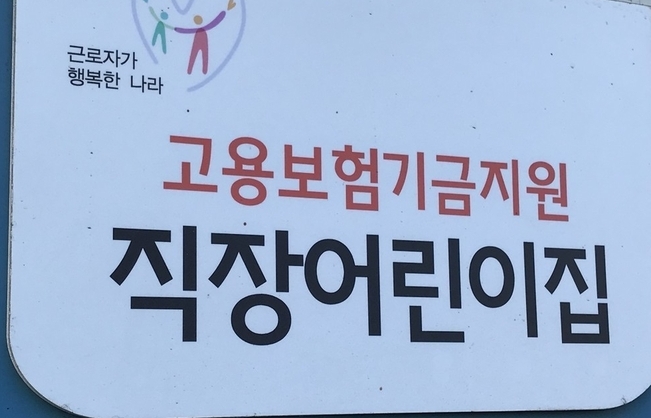 근로자가
행복한 나라
고용보험기금지원
직장어린이집